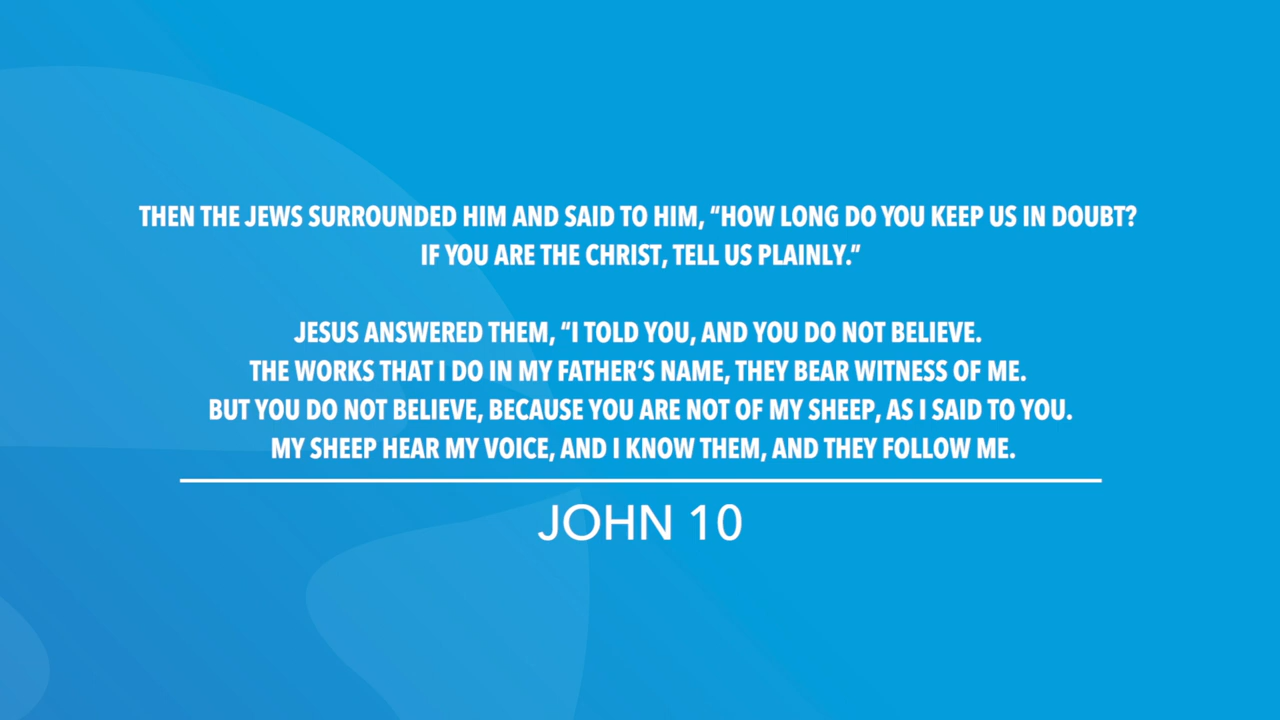 THEN THE JEWS SURROUNDED HIM AND SAID TO HIM, “HOW LONG DO YOU KEEP US IN DOUBT?
IF YOU ARE THE CHRIST, TELL US PLAINLY.”
JESUS ANSWERED THEM, “I TOLD YOU, AND YOU DO NOT BELIEVE.
THE WORKS THAT I DO IN MY FATHER’S NAME, THEY BEAR WITNESS OF ME.
BUT YOU DO NOT BELIEVE, BECAUSE YOU ARE NOT OF MY SHEEP, AS I SAID TO YOU.
MY SHEEP HEAR MY VOICE, AND I KNOW THEM, AND THEY FOLLOW ME.
JOHN 10